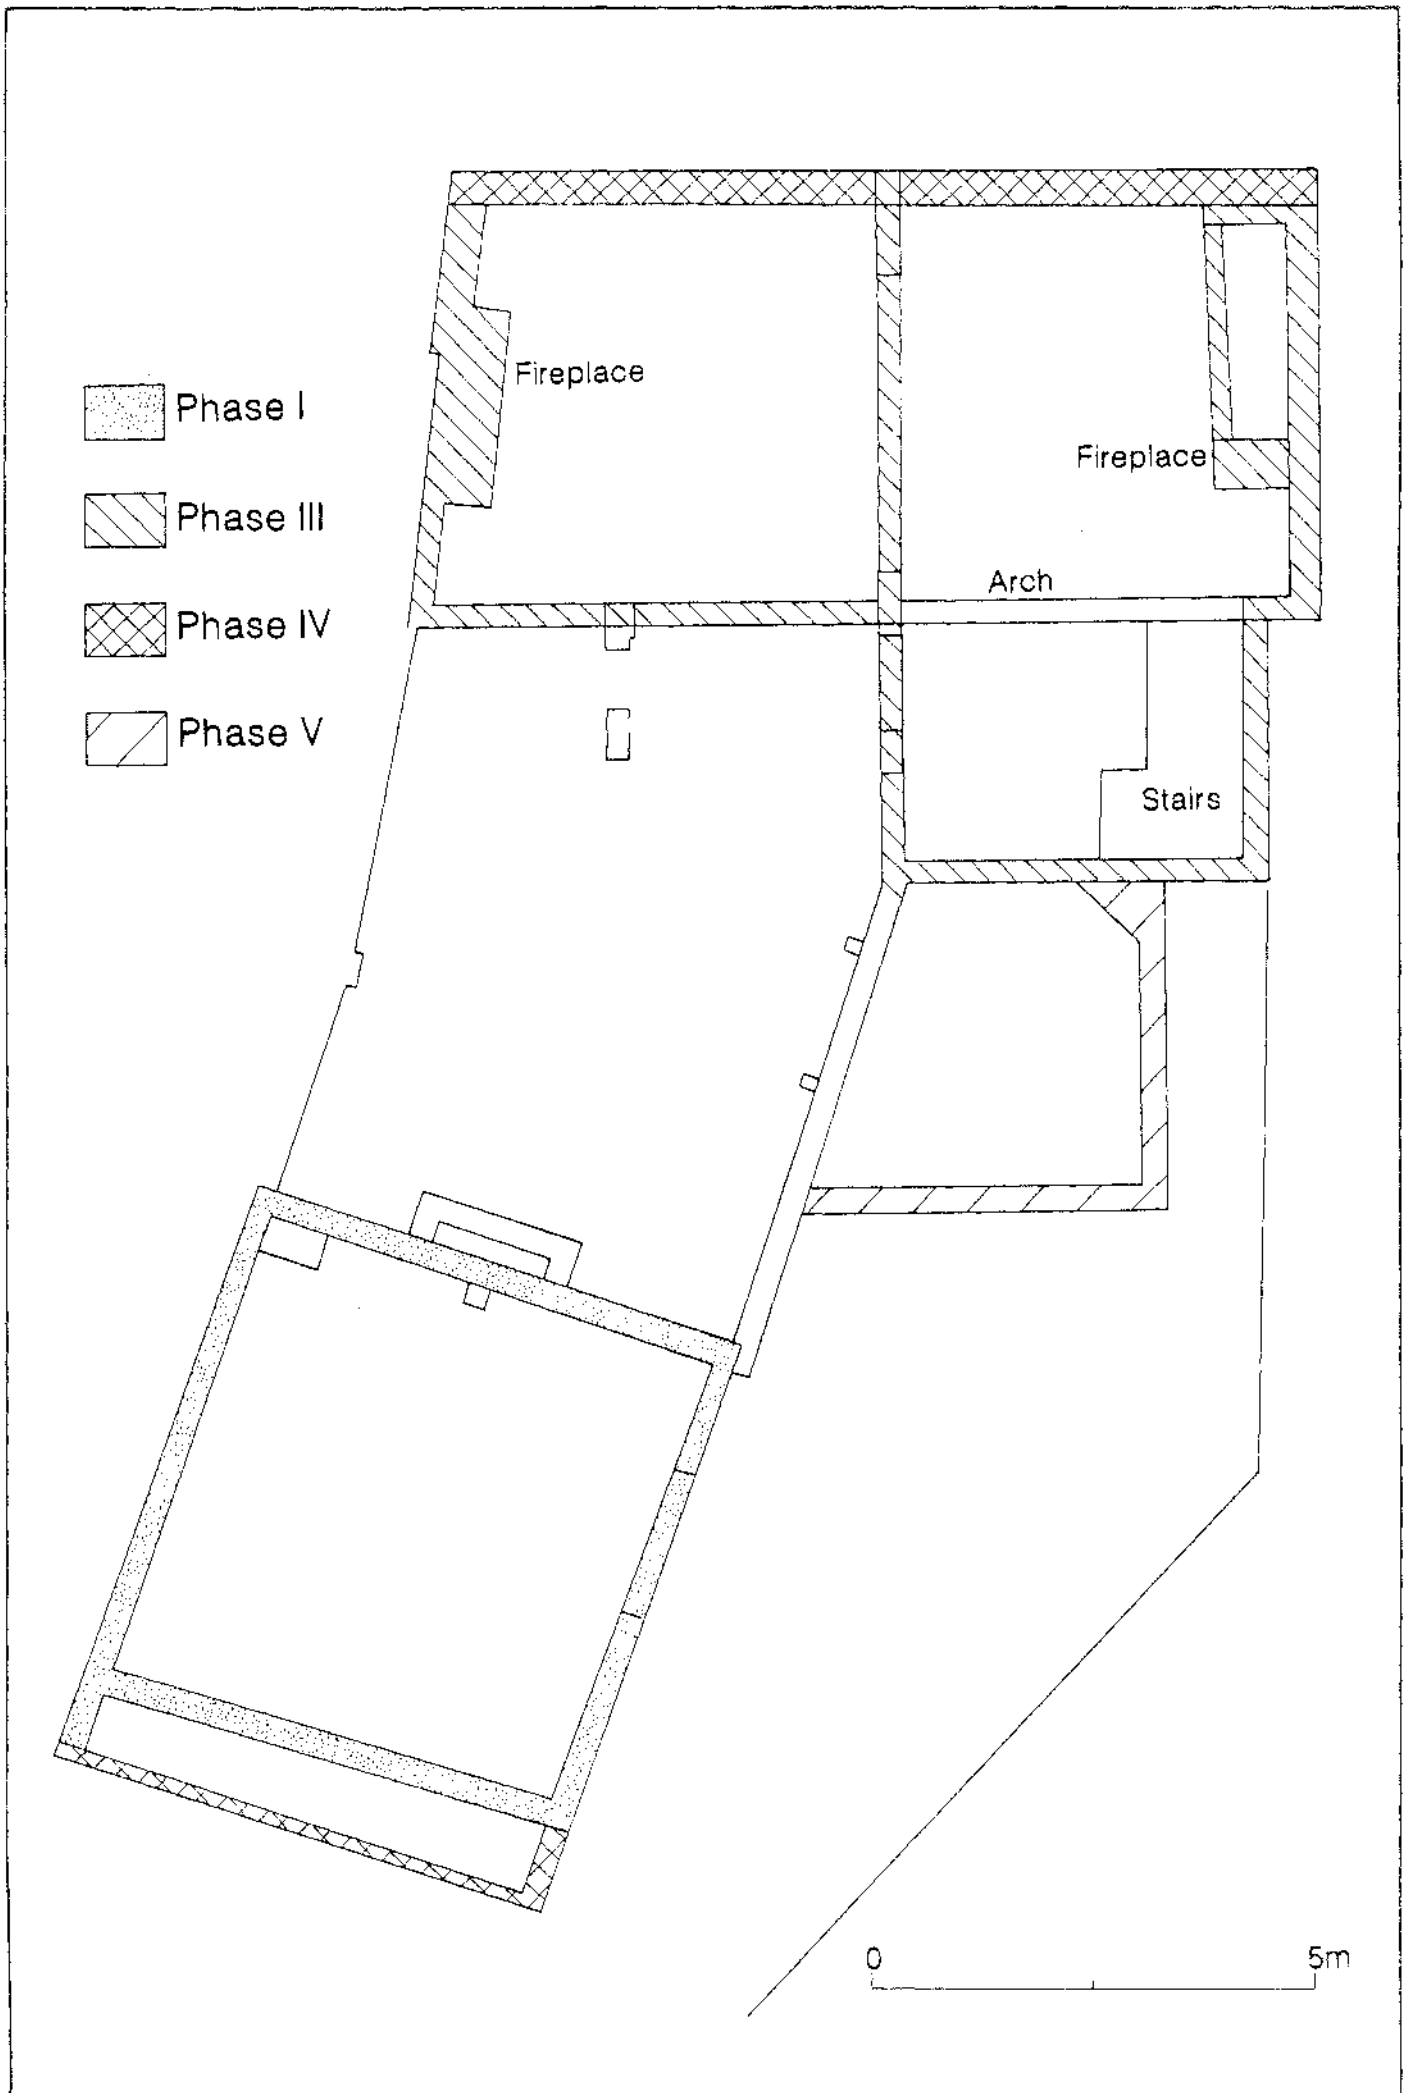 Fireplace
Phase I
Fireplace
Phase III
Arch
Phase IV
Phase V
Stairs
0 5m